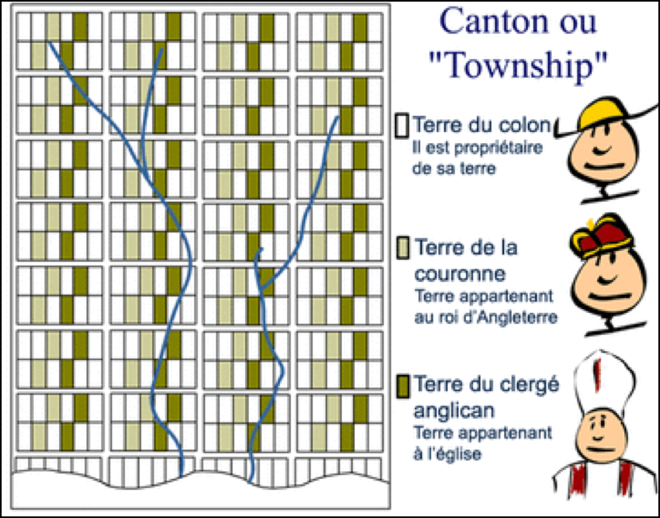 Canton ou
"Township"
Terre du colon
Il est propriétaire
de sa terre
Terre de la
couronne
Terre appartenant
au roi d'Angleterre
Terre du clergé
anglican
Terre appartenant
à l'église